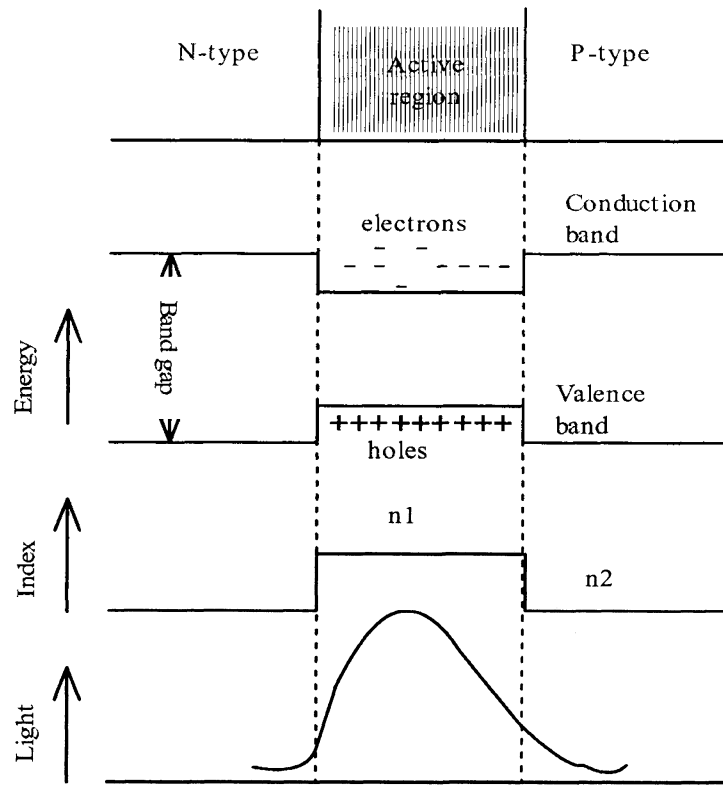 N-type
Active
region
P-type
electrons
Conduction
band
Band gap
Energy
Valence
band
+++++++++
holes
n1
Index
n2
Light